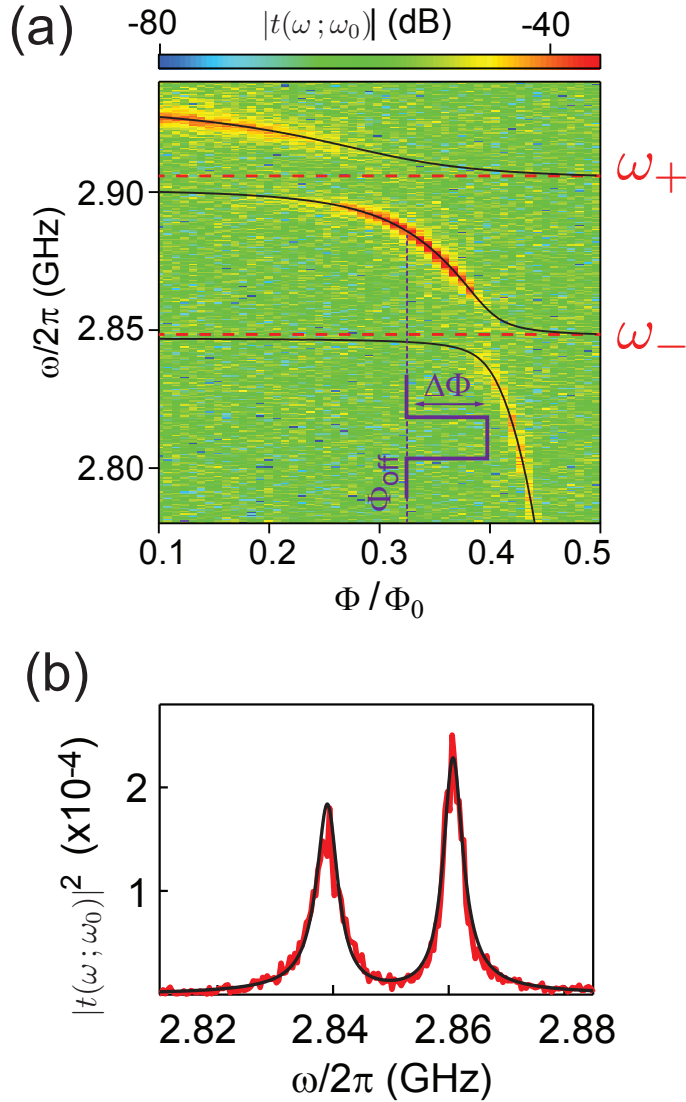 (a)
-80 |t(ω ; ω₀)| (dB) -40
ω/2π (GHz)
2.90
2.85
2.80
ω₊
ω₋
ΔΦ
Φoff
0.1 0.2 0.3 0.4 0.5
Φ / Φ₀
(b)
|t(ω ; ω₀)|² (x10⁻⁴)
2
1
2.82 2.84 2.86 2.88
ω/2π (GHz)